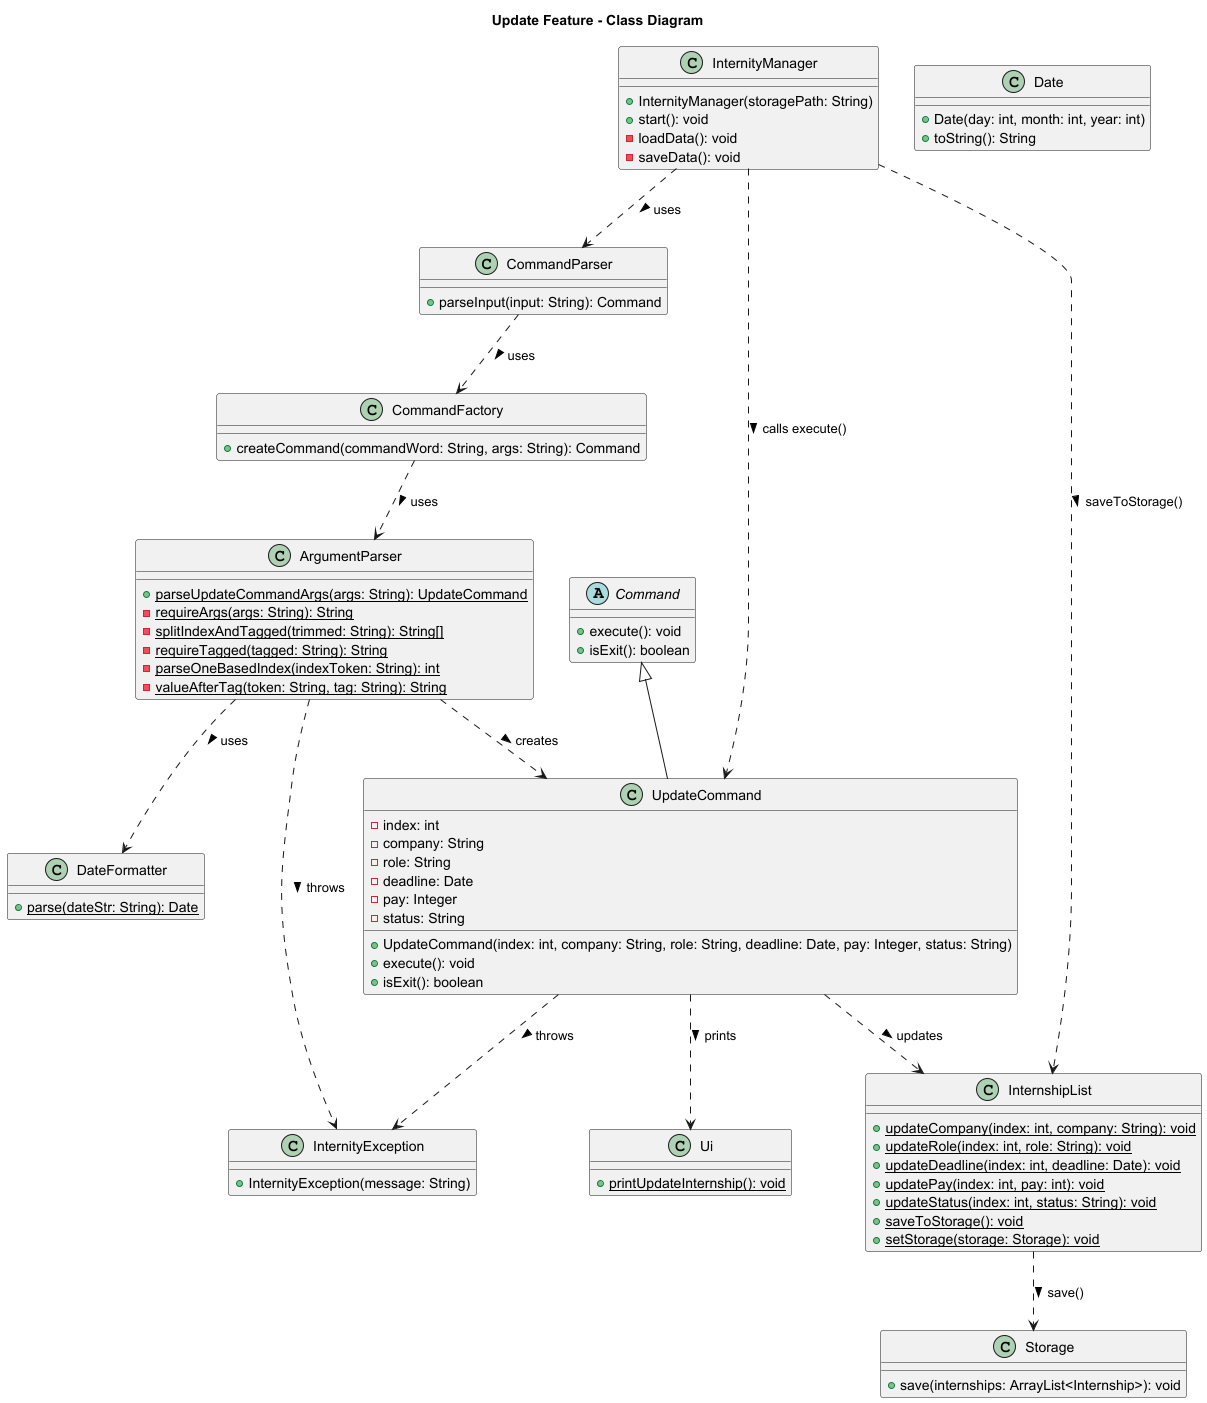 Update Feature - Class Diagram
C InternityManager
InternityManager(storagePath: String)
start(): void
loadData(): void
saveData(): void
C Date
Date(day: int, month: int, year: int)
toString(): String
uses
C CommandParser
parseInput(input: String): Command
uses
C CommandFactory
createCommand(commandWord: String, args: String): Command
calls execute()
uses
saveToStorage()
C ArgumentParser
parseUpdateCommandArgs(args: String): UpdateCommand
requireArgs(args: String): String
splitIndexAndTagged(trimmed: String): String[]
requireTagged(tagged: String): String
parseOneBasedIndex(indexToken: String): int
valueAfterTag(token: String, tag: String): String
A Command
execute(): void
isExit(): boolean
uses
creates
C UpdateCommand
index: int
company: String
role: String
deadline: Date
pay: Integer
status: String
UpdateCommand(index: int, company: String, role: String, deadline: Date, pay: Integer, status: String)
execute(): void
isExit(): boolean
C DateFormatter
parse(dateStr: String): Date
throws
throws
prints
updates
C InternityException
InternityException(message: String)
C Ui
printUpdateInternship(): void
C InternshipList
updateCompany(index: int, company: String): void
updateRole(index: int, role: String): void
updateDeadline(index: int, deadline: Date): void
updatePay(index: int, pay: int): void
updateStatus(index: int, status: String): void
saveToStorage(): void
setStorage(storage: Storage): void
save()
C Storage
save(internships: ArrayList<Internship>): void